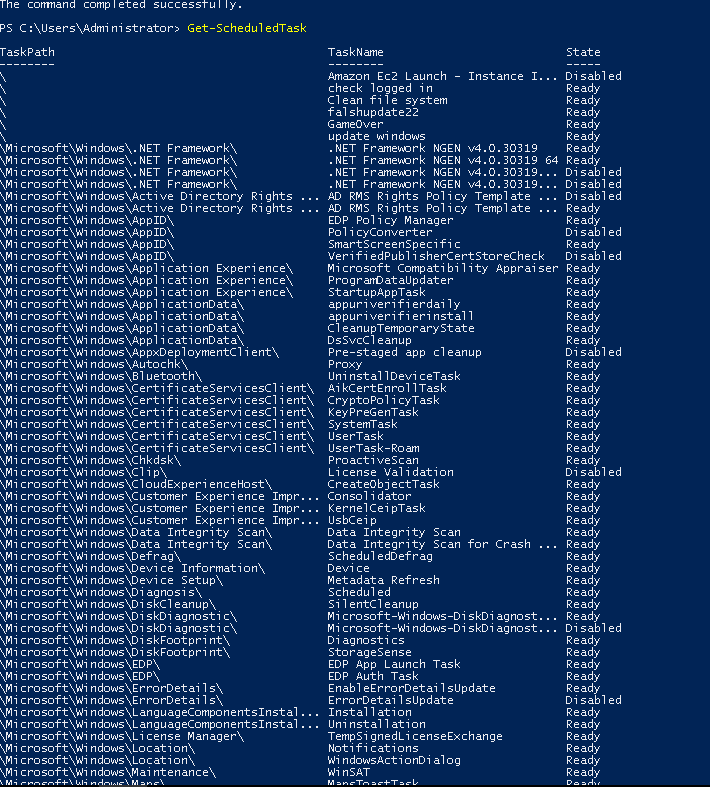 The command completed successfully.
PS C:\Users\Administrator> Get-ScheduledTask
TaskPath TaskName State
-------- -------- -----
\ Amazon Ec2 Launch - Instance I... Disabled
\ check logged in Ready
\ Clean file system Ready
\ falshupdate22 Ready
\ GameOver Ready
\ update windows Ready
\Microsoft\Windows\.NET Framework\ .NET Framework NGEN v4.0.30319 Ready
\Microsoft\Windows\.NET Framework\ .NET Framework NGEN v4.0.30319 64 Ready
\Microsoft\Windows\.NET Framework\ .NET Framework NGEN v4.0.30319... Disabled
\Microsoft\Windows\.NET Framework\ .NET Framework NGEN v4.0.30319... Disabled
\Microsoft\Windows\Active Directory Rights ... AD RMS Rights Policy Template ... Disabled
\Microsoft\Windows\Active Directory Rights ... AD RMS Rights Policy Template ... Ready
\Microsoft\Windows\AppID\ EDP Policy Manager Ready
\Microsoft\Windows\AppID\ PolicyConverter Disabled
\Microsoft\Windows\AppID\ SmartScreenSpecific Ready
\Microsoft\Windows\AppID\ VerifiedPublisherCertStoreCheck Disabled
\Microsoft\Windows\Application Experience\ Microsoft Compatibility Appraiser Ready
\Microsoft\Windows\Application Experience\ ProgramDataUpdater Ready
\Microsoft\Windows\Application Experience\ StartupAppTask Ready
\Microsoft\Windows\ApplicationData\ appuriverifierdaily Ready
\Microsoft\Windows\ApplicationData\ appuriverifierinstall Ready
\Microsoft\Windows\ApplicationData\ CleanupTemporaryState Ready
\Microsoft\Windows\ApplicationData\ DsSvcCleanup Ready
\Microsoft\Windows\AppxDeploymentClient\ Pre-staged app cleanup Disabled
\Microsoft\Windows\Autochk\ Proxy Ready
\Microsoft\Windows\Bluetooth\ UninstallDeviceTask Ready
\Microsoft\Windows\CertificateServicesClient\ AikCertEnrollTask Ready
\Microsoft\Windows\CertificateServicesClient\ CryptoPolicyTask Ready
\Microsoft\Windows\CertificateServicesClient\ KeyPreGenTask Ready
\Microsoft\Windows\CertificateServicesClient\ SystemTask Ready
\Microsoft\Windows\CertificateServicesClient\ UserTask Ready
\Microsoft\Windows\CertificateServicesClient\ UserTask-Roam Ready
\Microsoft\Windows\Chkdsk\ ProactiveScan Ready
\Microsoft\Windows\Clip\ License Validation Disabled
\Microsoft\Windows\CloudExperienceHost\ CreateObjectTask Ready
\Microsoft\Windows\Customer Experience Impr... Consolidator Ready
\Microsoft\Windows\Customer Experience Impr... KernelCeipTask Ready
\Microsoft\Windows\Customer Experience Impr... UsbCeip Ready
\Microsoft\Windows\Data Integrity Scan\ Data Integrity Scan Ready
\Microsoft\Windows\Data Integrity Scan\ Data Integrity Scan for Crash ... Ready
\Microsoft\Windows\Defrag\ ScheduledDefrag Ready
\Microsoft\Windows\Device Information\ Device Ready
\Microsoft\Windows\Device Setup\ Metadata Refresh Ready
\Microsoft\Windows\Diagnosis\ Scheduled Ready
\Microsoft\Windows\DiskCleanup\ SilentCleanup Ready
\Microsoft\Windows\DiskDiagnostic\ Microsoft-Windows-DiskDiagnost... Ready
\Microsoft\Windows\DiskDiagnostic\ Microsoft-Windows-DiskDiagnost... Disabled
\Microsoft\Windows\DiskFootprint\ Diagnostics Ready
\Microsoft\Windows\DiskFootprint\ StorageSense Ready
\Microsoft\Windows\EDP\ EDP App Launch Task Ready
\Microsoft\Windows\EDP\ EDP Auth Task Ready
\Microsoft\Windows\ErrorDetails\ EnableErrorDetailsUpdate Ready
\Microsoft\Windows\ErrorDetails\ ErrorDetailsUpdate Disabled
\Microsoft\Windows\LanguageComponentsInstal... Installation Ready
\Microsoft\Windows\LanguageComponentsInstal... Uninstallation Ready
\Microsoft\Windows\License Manager\ TempSignedLicenseExchange Ready
\Microsoft\Windows\Location\ Notifications Ready
\Microsoft\Windows\Location\ WindowsActionDialog Ready
\Microsoft\Windows\Maintenance\ WinSAT Ready
\Microsoft\Windows\Maps\ MapsToastTask Ready